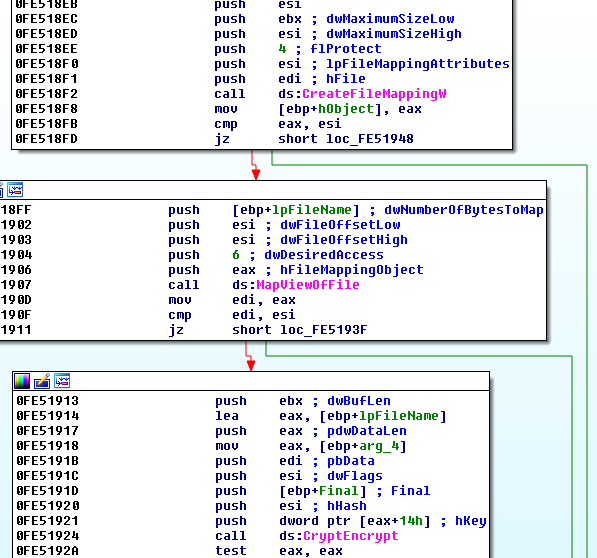 0FE518EB push esi
0FE518EC push ebx ; dwMaximumSizeLow
0FE518ED push esi ; dwMaximumSizeHigh
0FE518EE push 4 ; flProtect
0FE518F0 push esi ; lpFileMappingAttributes
0FE518F1 push edi ; hFile
0FE518F2 call ds:CreateFileMappingW
0FE518F8 mov [ebp+hObject], eax
0FE518FB cmp eax, esi
0FE518FD jz short loc_FE51948
18FF push [ebp+lpFileName] ; dwNumberOfBytesToMap
1902 push esi ; dwFileOffsetLow
1903 push esi ; dwFileOffsetHigh
1904 push 6 ; dwDesiredAccess
1906 push eax ; hFileMappingObject
1907 call ds:MapViewOfFile
190D mov edi, eax
190F cmp edi, esi
1911 jz short loc_FE5193F
0FE51913 push ebx ; dwBufLen
0FE51914 lea eax, [ebp+lpFileName]
0FE51917 push eax ; pdwDataLen
0FE51918 mov eax, [ebp+arg_4]
0FE5191B push edi ; pbData
0FE5191C push esi ; dwFlags
0FE5191D push [ebp+Final] ; Final
0FE51920 push esi ; hHash
0FE51921 push dword ptr [eax+14h] ; hKey
0FE51924 call ds:CryptEncrypt
0FE5192A test eax, eax